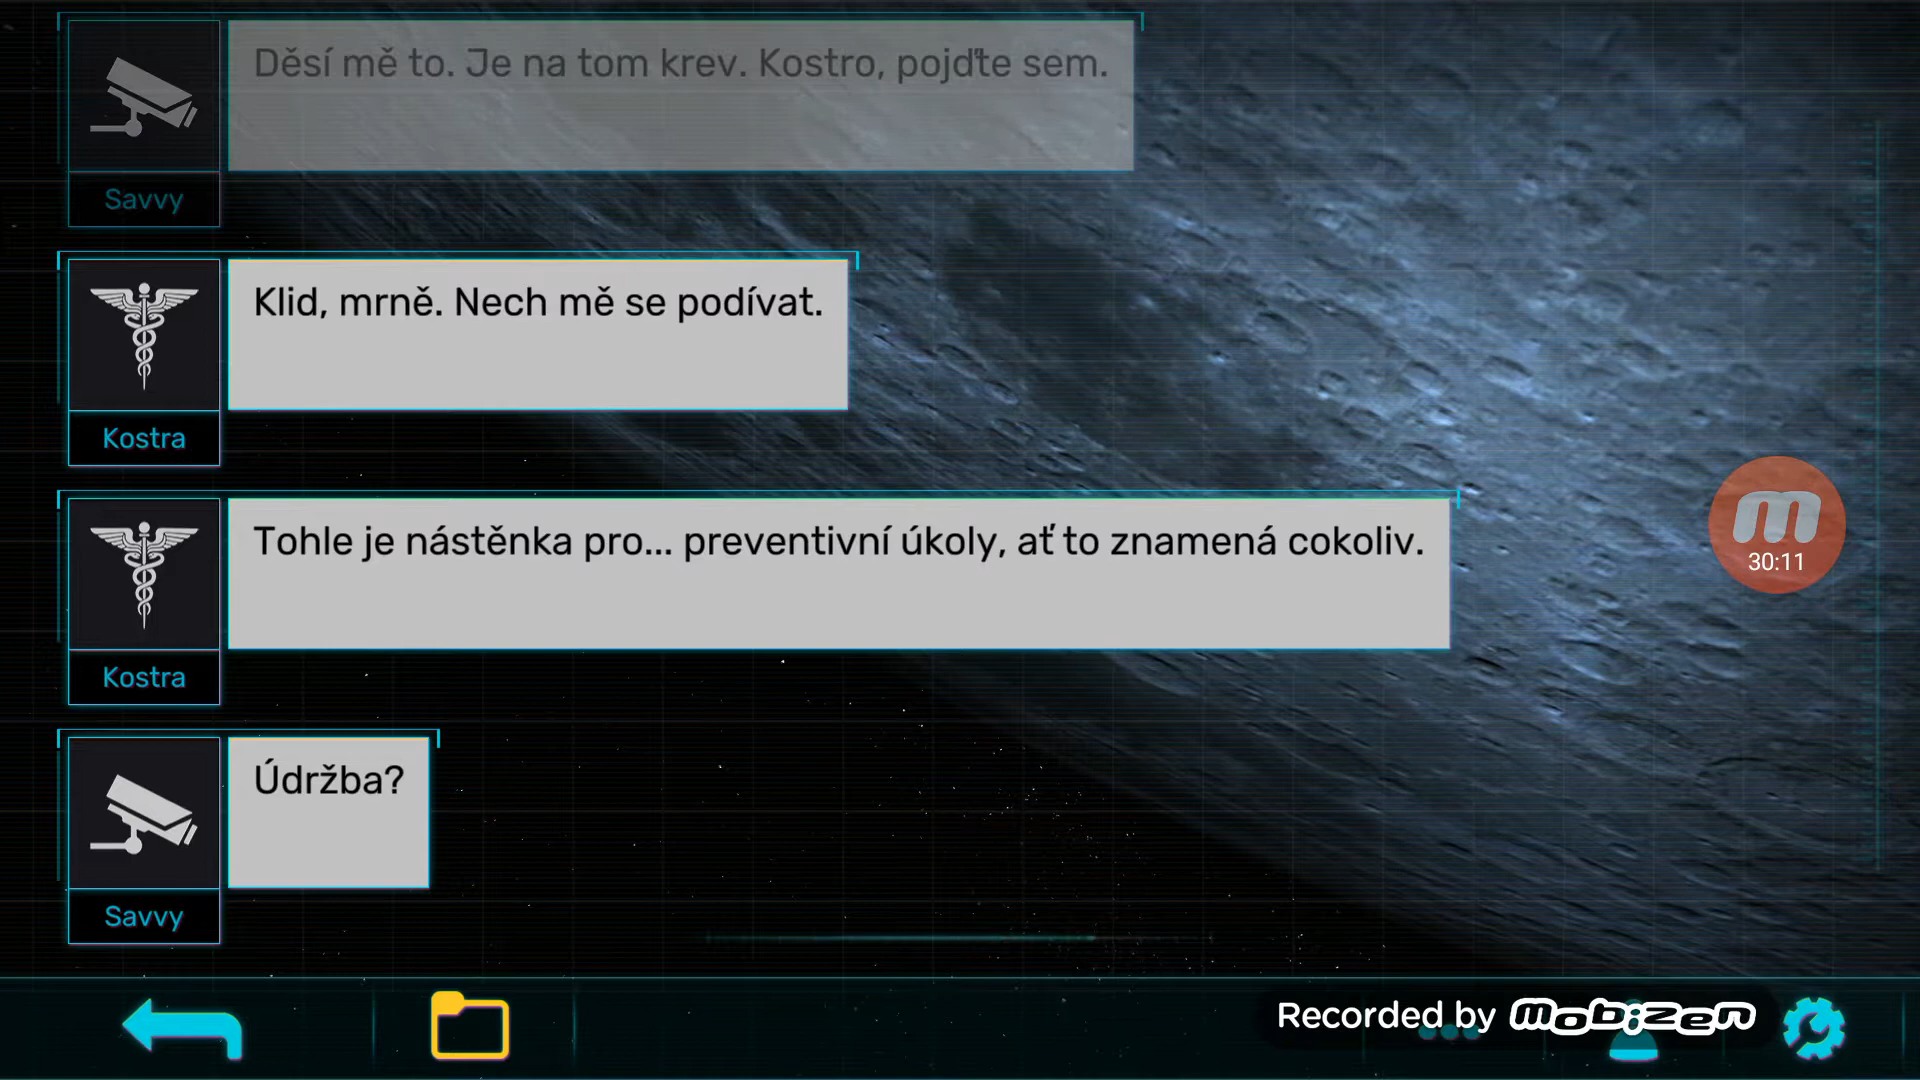 Děsí mě to. Je na tom krev. Kostro, pojďte sem.
Savvy
Klid, mrně. Nech mě se podívat.
Kostra
Tohle je nástěnka pro... preventivní úkoly, ať to znamená cokoliv.
Kostra
30:11
Údržba?
Savvy
Recorded by mobizen